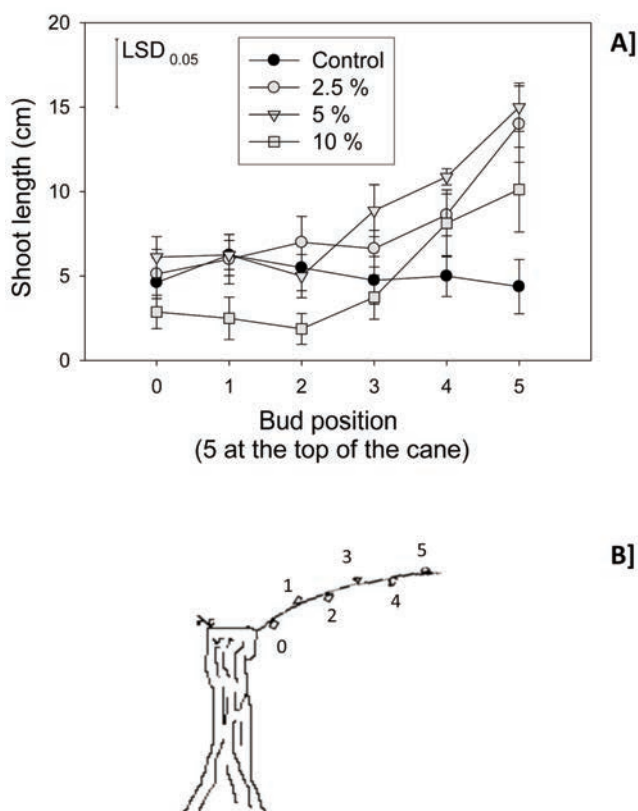 A]
LSD 0.05
Control
2.5 %
5 %
10 %
20
15
10
5
0
Shoot length (cm)
0 1 2 3 4 5
Bud position
(5 at the top of the cane)
B]
0
1
2
3
4
5